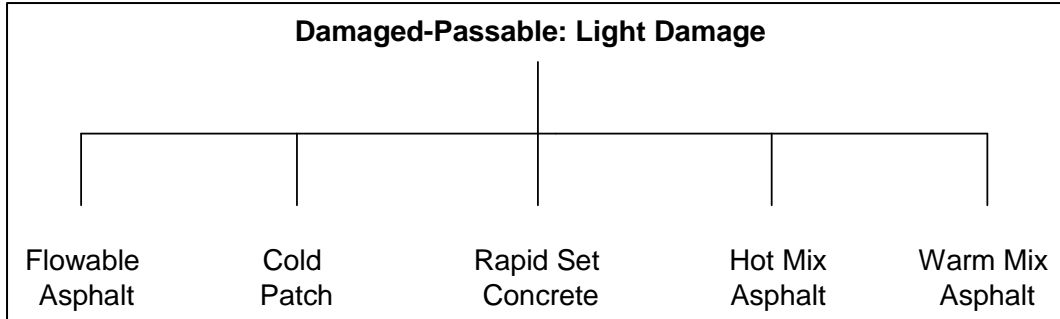 Damaged-Passable: Light Damage
Flowable Asphalt
Cold Patch
Rapid Set Concrete
Hot Mix Asphalt
Warm Mix Asphalt